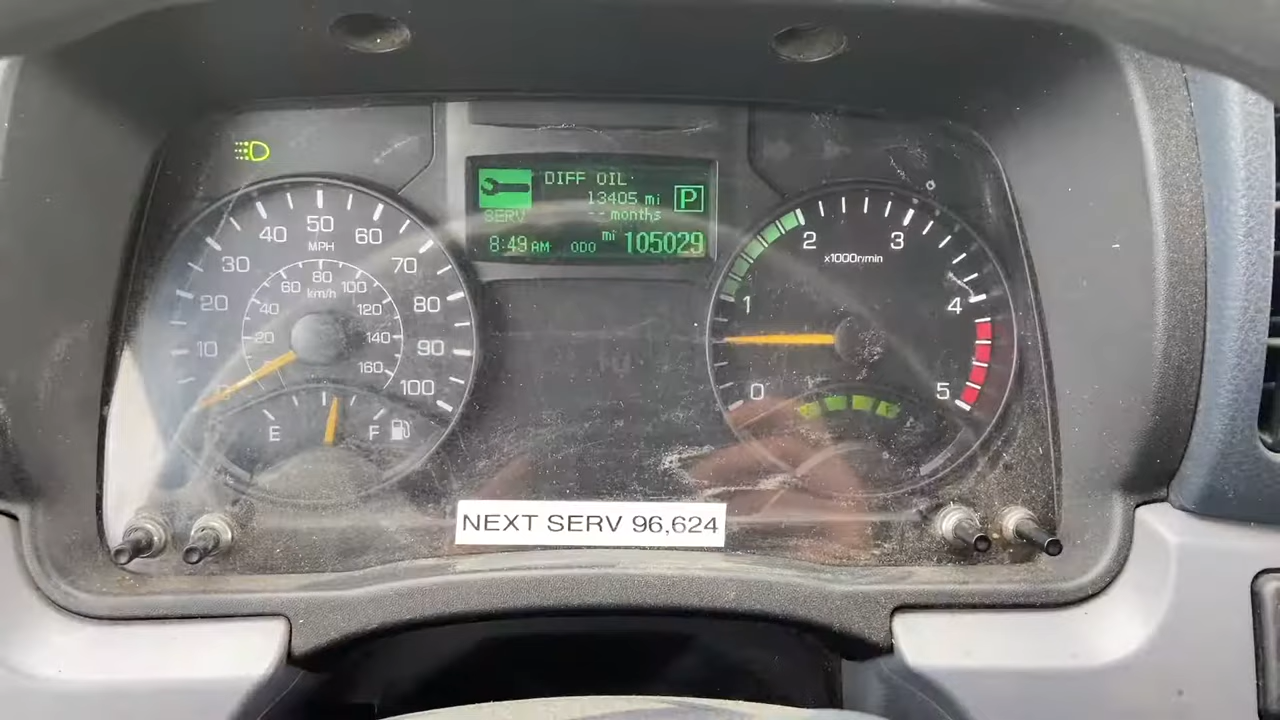 DIFF OIL
13405 mi
P
SERV
-- months
8:49 AM ODO mi 105029
0 10 20 30 40 50 60 70 80 90 100
MPH
20 40 60 80 100 120 140 160
km/h
E F
0 1 2 3 4 5
x1000r/min
NEXT SERV 96,624